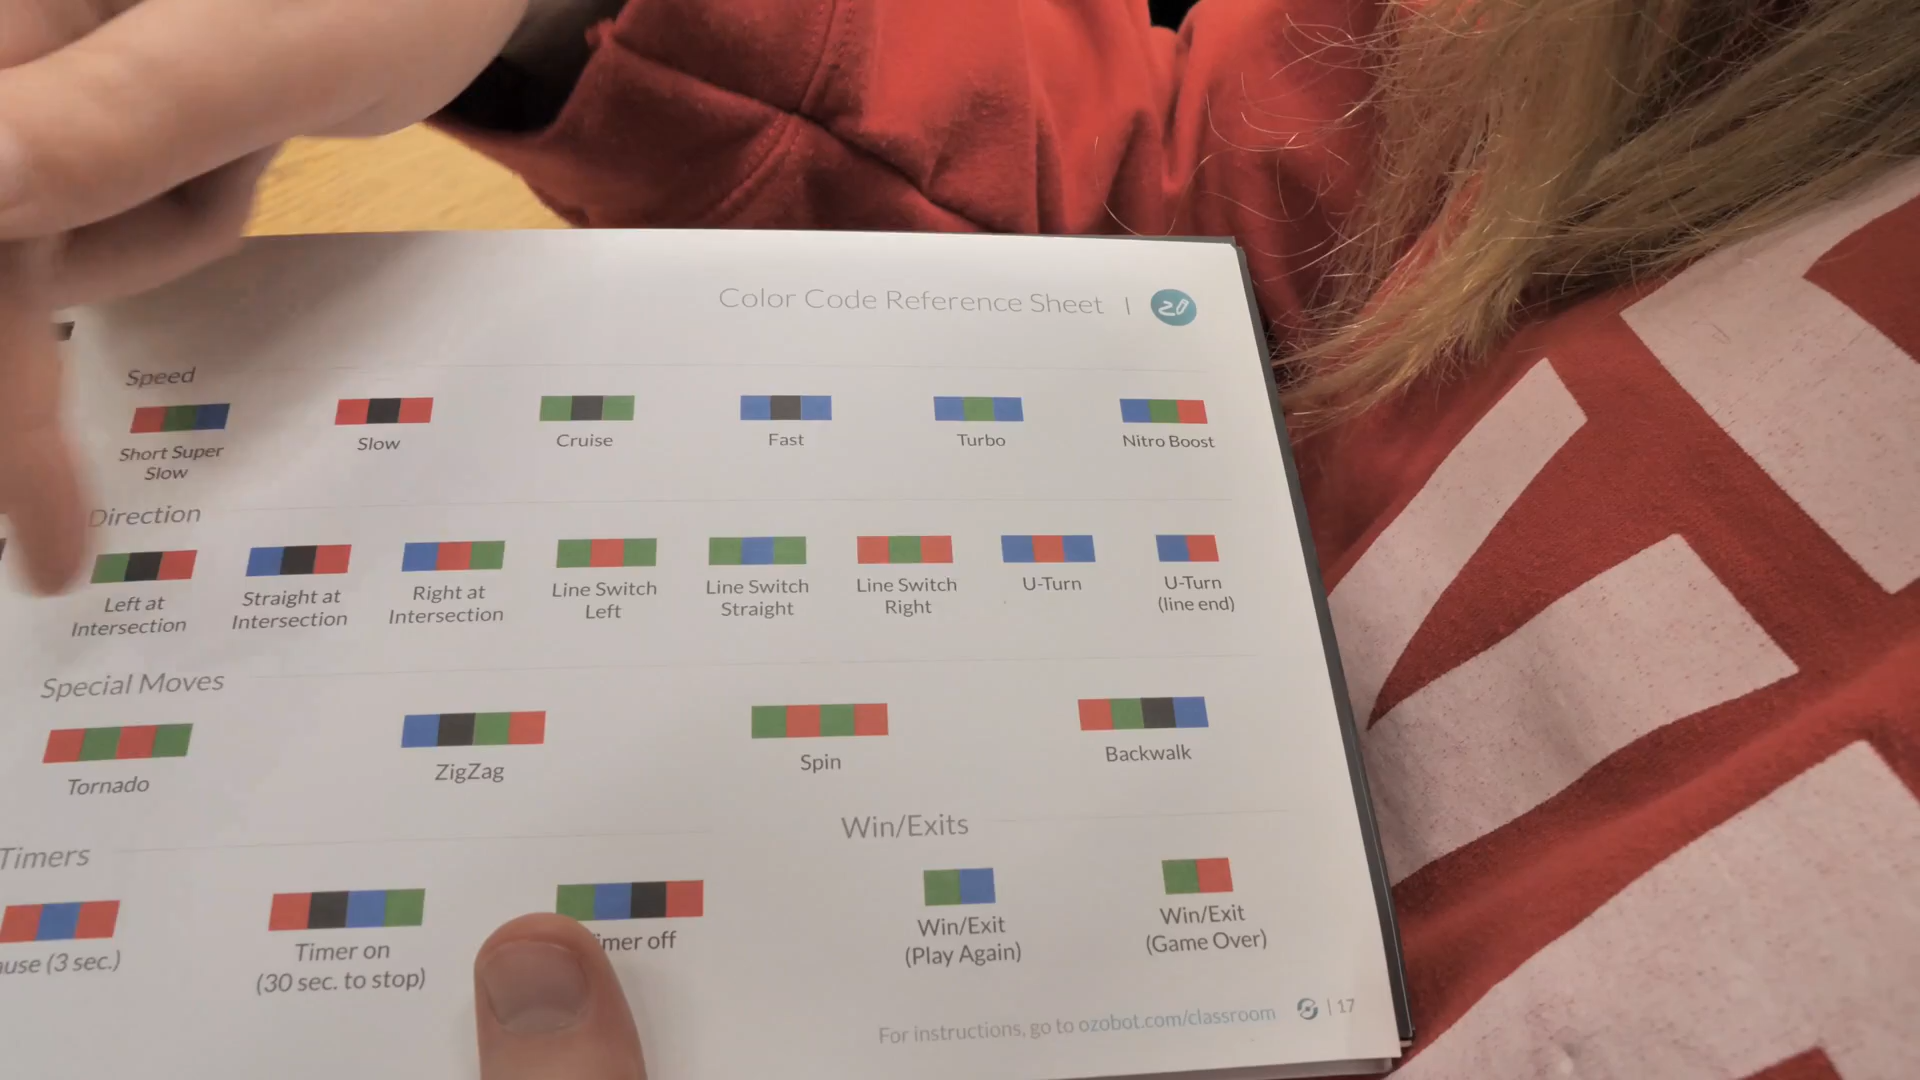 Color Code Reference Sheet |
Speed
Short Super
Slow
Slow
Cruise
Fast
Turbo
Nitro Boost
Direction
Left at
Intersection
Straight at
Intersection
Right at
Intersection
Line Switch
Left
Line Switch
Straight
Line Switch
Right
U-Turn
U-Turn
(line end)
Special Moves
Tornado
ZigZag
Spin
Backwalk
Timers
ause (3 sec.)
Timer on
(30 sec. to stop)
imer off
Win/Exits
Win/Exit
(Play Again)
Win/Exit
(Game Over)
For instructions, go to ozobot.com/classroom | 17